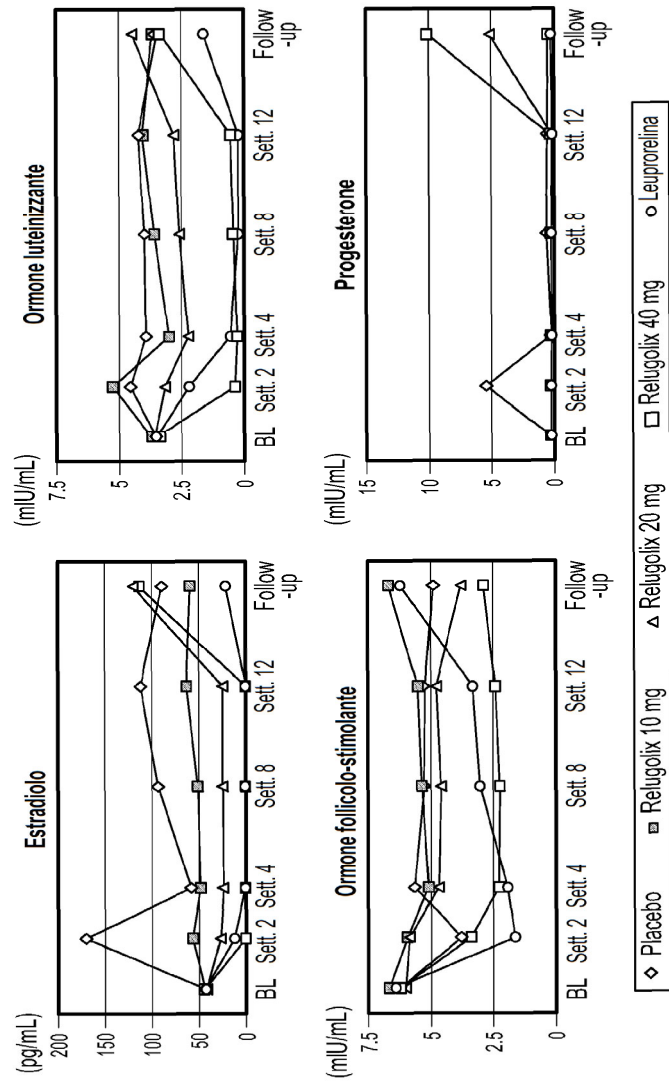 Estradiolo
(pg/mL)
200
150
100
50
0
BL Sett. 2 Sett. 4 Sett. 8 Sett. 12 Follow
-up
Ormone luteinizzante
(mIU/mL)
7.5
5
2.5
0
BL Sett. 2 Sett. 4 Sett. 8 Sett. 12 Follow
-up
Ormone follicolo-stimolante
(mIU/mL)
7.5
5
2.5
0
BL Sett. 2 Sett. 4 Sett. 8 Sett. 12 Follow
-up
Progesterone
(mIU/mL)
15
10
5
0
BL Sett. 2 Sett. 4 Sett. 8 Sett. 12 Follow
-up
Placebo Relugolix 10 mg Relugolix 20 mg Relugolix 40 mg Leuprorelina